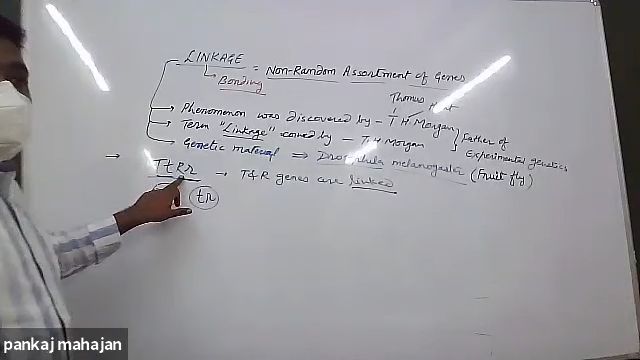 LINKAGE = Non-Random Assortment of Genes
Bonding
Thomas Hunt
Phenomenon was discovered by - T H Morgan
Term "Linkage" coined by - T H Morgan
Father of Experimental genetics
Genetic material ⇒ Drosophila melanogaster (Fruit fly)
→ TtRr → T & R genes are linked
tr
pankaj mahajan